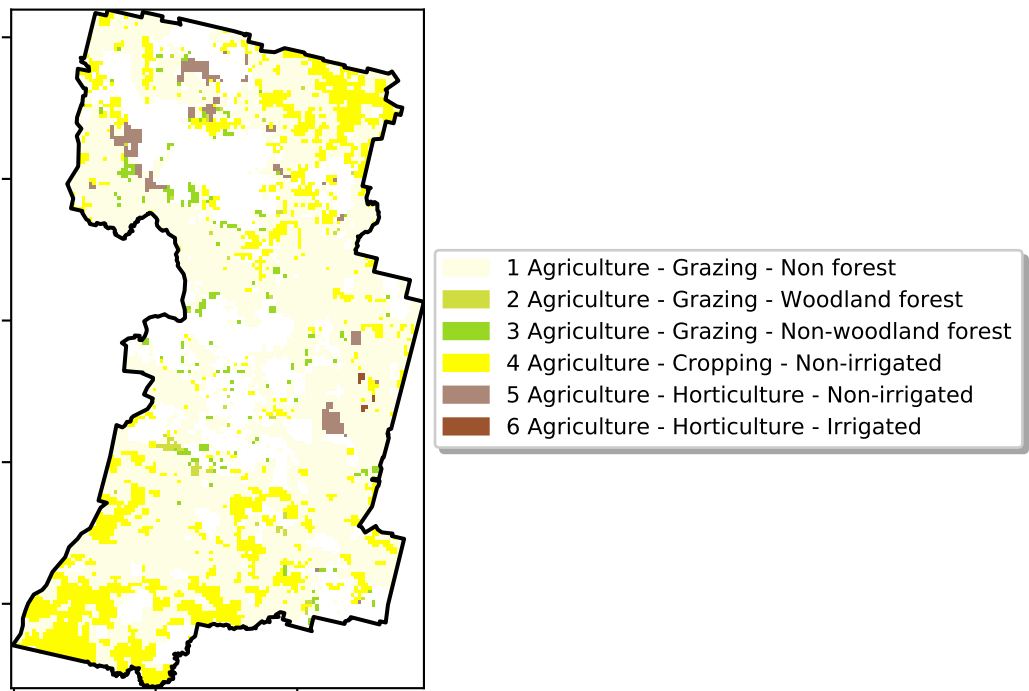 1 Agriculture - Grazing - Non forest
2 Agriculture - Grazing - Woodland forest
3 Agriculture - Grazing - Non-woodland forest
4 Agriculture - Cropping - Non-irrigated
5 Agriculture - Horticulture - Non-irrigated
6 Agriculture - Horticulture - Irrigated